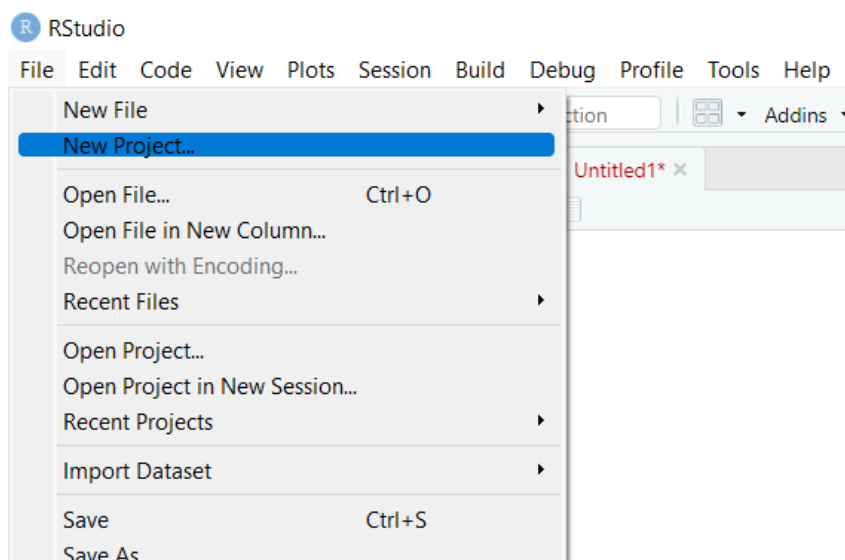 R RStudio
File Edit Code View Plots Session Build Debug Profile Tools Help
New File
ction Addins
New Project...
Untitled1*
Open File... Ctrl+O
Open File in New Column...
Reopen with Encoding...
Recent Files
Open Project...
Open Project in New Session...
Recent Projects
Import Dataset
Save Ctrl+S
Save As